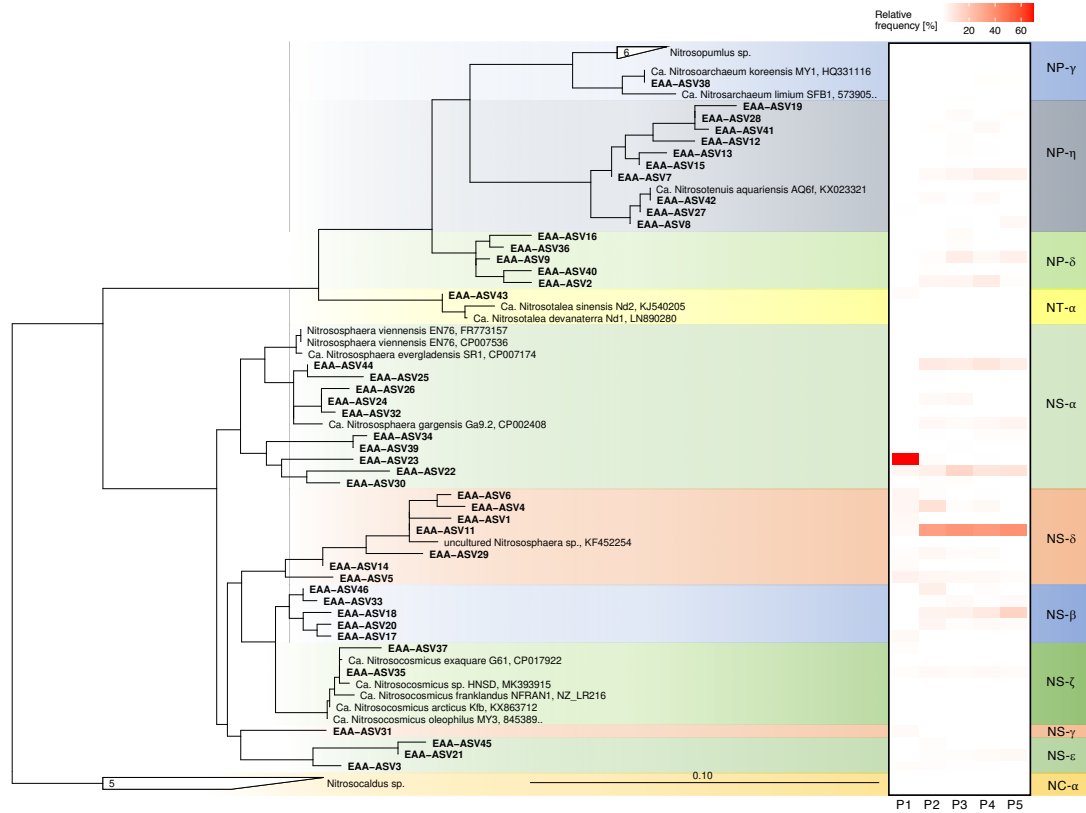 Relative
frequency [%]
20 40 60
6
Nitrosopumlus sp.
Ca. Nitrosoarchaeum koreensis MY1, HQ331116
EAA−ASV38
Ca. Nitrosarchaeum limium SFB1, 573905..
NP-γ
EAA−ASV19
EAA−ASV28
EAA−ASV41
EAA−ASV12
EAA−ASV13
EAA−ASV15
EAA−ASV7
Ca. Nitrosotenuis aquariensis AQ6f, KX023321
EAA−ASV42
EAA−ASV27
EAA−ASV8
NP-η
EAA−ASV16
EAA−ASV36
EAA−ASV9
EAA−ASV40
EAA−ASV2
NP-δ
EAA−ASV43
Ca. Nitrosotalea sinensis Nd2, KJ540205
Ca. Nitrosotalea devanaterra Nd1, LN890280
NT-α
Nitrososphaera viennensis EN76, FR773157
Nitrososphaera viennensis EN76, CP007536
Ca. Nitrososphaera evergladensis SR1, CP007174
EAA−ASV44
EAA−ASV25
EAA−ASV26
EAA−ASV24
EAA−ASV32
Ca. Nitrososphaera gargensis Ga9.2, CP002408
EAA−ASV34
EAA−ASV39
EAA−ASV23
EAA−ASV22
EAA−ASV30
NS-α
EAA−ASV6
EAA−ASV4
EAA−ASV1
EAA−ASV11
uncultured Nitrososphaera sp., KF452254
EAA−ASV29
EAA−ASV14
EAA−ASV5
NS-δ
EAA−ASV46
EAA−ASV33
EAA−ASV18
EAA−ASV20
EAA−ASV17
NS-β
EAA−ASV37
Ca. Nitrosocosmicus exaquare G61, CP017922
EAA−ASV35
Ca. Nitrosocosmicus sp. HNSD, MK393915
Ca. Nitrosocosmicus franklandus NFRAN1, NZ_LR216
Ca. Nitrosocosmicus arcticus Kfb, KX863712
Ca. Nitrosocosmicus oleophilus MY3, 845389..
NS-ζ
EAA−ASV31
NS-γ
EAA−ASV45
EAA−ASV21
EAA−ASV3
NS-ε
5
Nitrosocaldus sp.
0.10
NC-α
P1 P2 P3 P4 P5